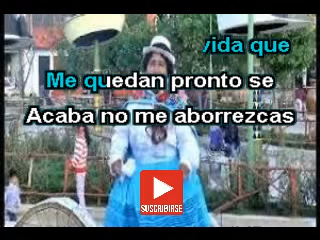 vida que
Me quedan pronto se
Acaba no me aborrezcas
SUSCRIBIRSE